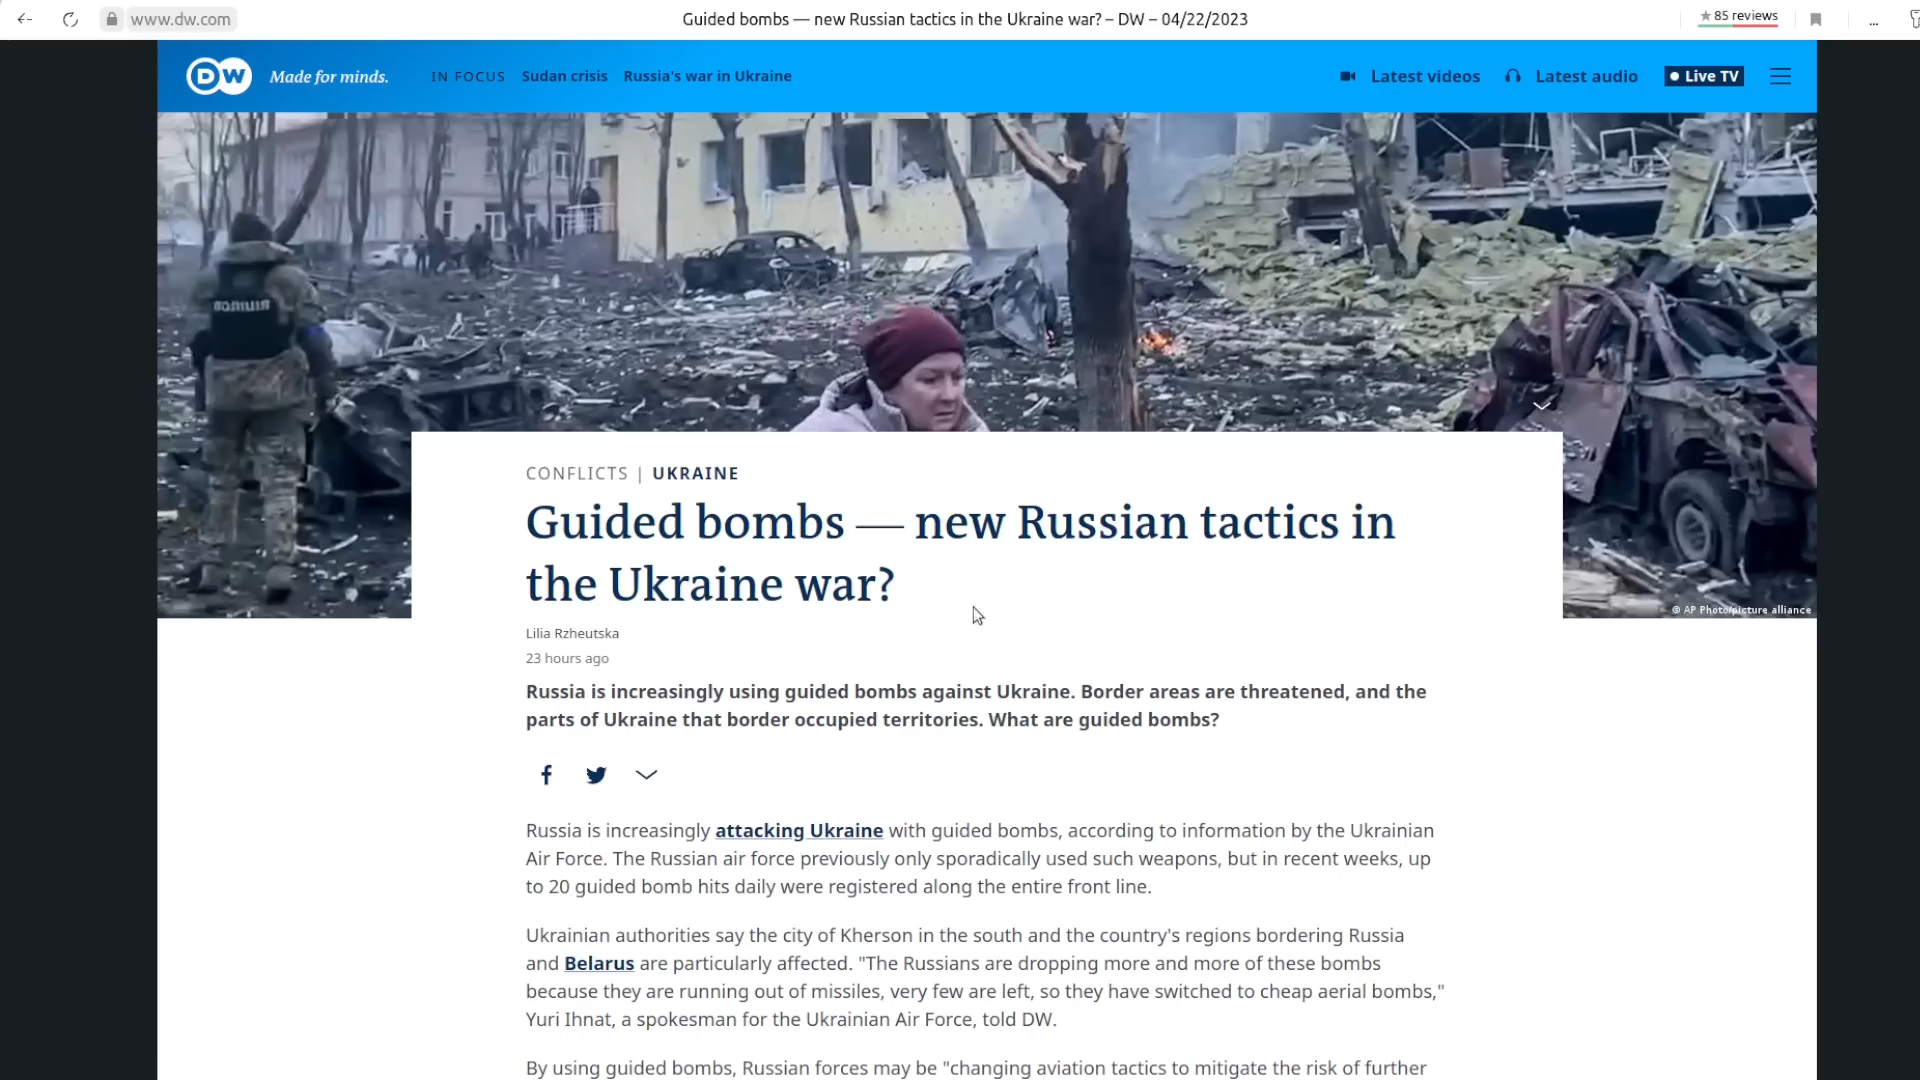 www.dw.com
Guided bombs — new Russian tactics in the Ukraine war? – DW – 04/22/2023
★ 85 reviews
...
DW Made for minds. IN FOCUS Sudan crisis Russia's war in Ukraine
Latest videos Latest audio Live TV
ПОЛІЦІЯ
CONFLICTS | UKRAINE
Guided bombs — new Russian tactics in
the Ukraine war?
© AP Photo/picture alliance
Lilia Rzheutska
23 hours ago
Russia is increasingly using guided bombs against Ukraine. Border areas are threatened, and the
parts of Ukraine that border occupied territories. What are guided bombs?
Russia is increasingly attacking Ukraine with guided bombs, according to information by the Ukrainian
Air Force. The Russian air force previously only sporadically used such weapons, but in recent weeks, up
to 20 guided bomb hits daily were registered along the entire front line.
Ukrainian authorities say the city of Kherson in the south and the country's regions bordering Russia
and Belarus are particularly affected. "The Russians are dropping more and more of these bombs
because they are running out of missiles, very few are left, so they have switched to cheap aerial bombs,"
Yuri Ihnat, a spokesman for the Ukrainian Air Force, told DW.
By using guided bombs, Russian forces may be "changing aviation tactics to mitigate the risk of further